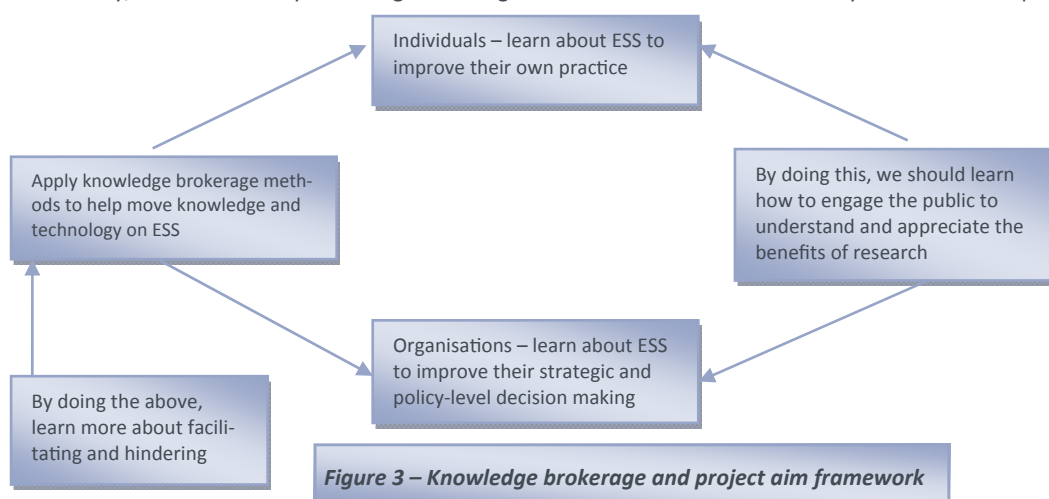 Individuals – learn about ESS to
improve their own practice
Apply knowledge brokerage meth-
ods to help move knowledge and
technology on ESS
By doing this, we should learn
how to engage the public to
understand and appreciate the
benefits of research
Organisations – learn about ESS
to improve their strategic and
policy-level decision making
By doing the above,
learn more about facili-
tating and hindering
Figure 3 – Knowledge brokerage and project aim framework